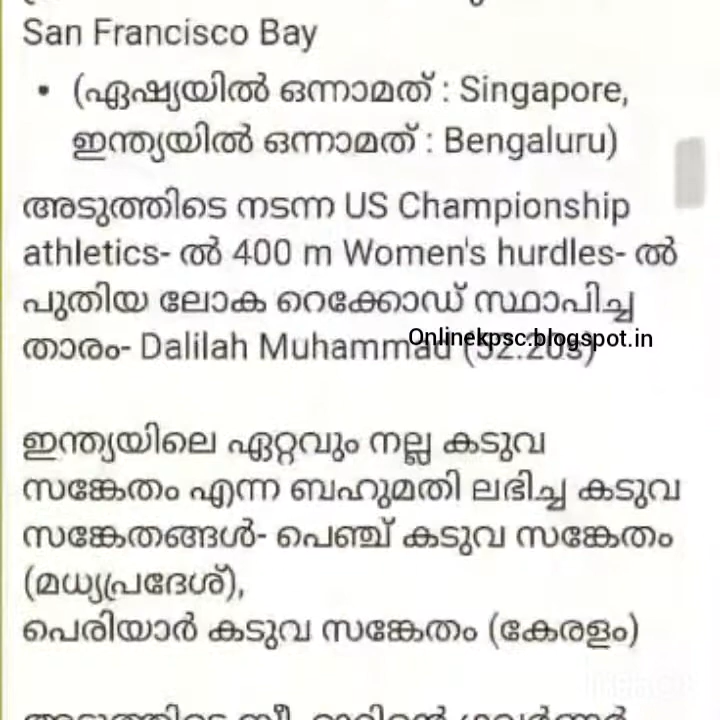 San Francisco Bay
• (ഏഷ്യയിൽ ഒന്നാമത് : Singapore,
ഇന്ത്യയിൽ ഒന്നാമത് : Bengaluru)
അടുത്തിടെ നടന്ന US Championship
athletics- ൽ 400 m Women's hurdles- ൽ
പുതിയ ലോക റെക്കോഡ് സ്ഥാപിച്ച
താരം- Dalilah Muhammad (52.20s)
Onlinekpsc.blogspot.in
ഇന്ത്യയിലെ ഏറ്റവും നല്ല കടുവ
സങ്കേതം എന്ന ബഹുമതി ലഭിച്ച കടുവ
സങ്കേതങ്ങൾ- പെഞ്ച് കടുവ സങ്കേതം
(മധ്യപ്രദേശ്),
പെരിയാർ കടുവ സങ്കേതം (കേരളം)